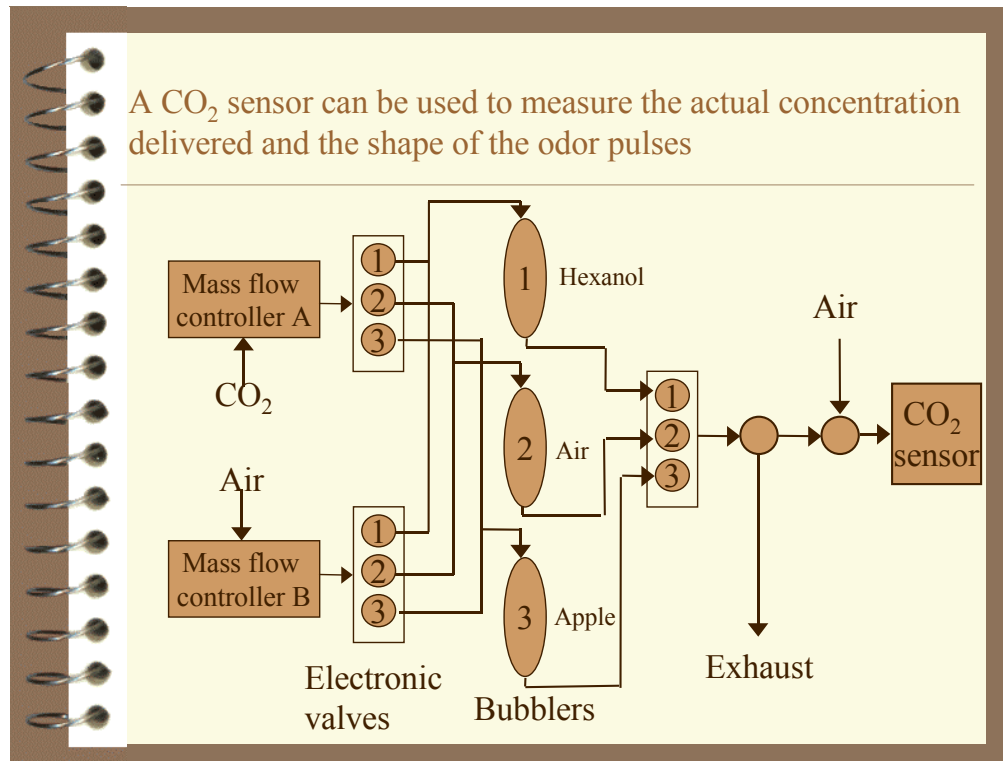 A CO₂ sensor can be used to measure the actual concentration
delivered and the shape of the odor pulses
Mass flow
controller A
CO₂
1
2
3
1
Hexanol
Air
1
2
3
CO₂
sensor
2
Air
Air
Mass flow
controller B
1
2
3
3
Apple
Electronic
valves
Bubblers
Exhaust